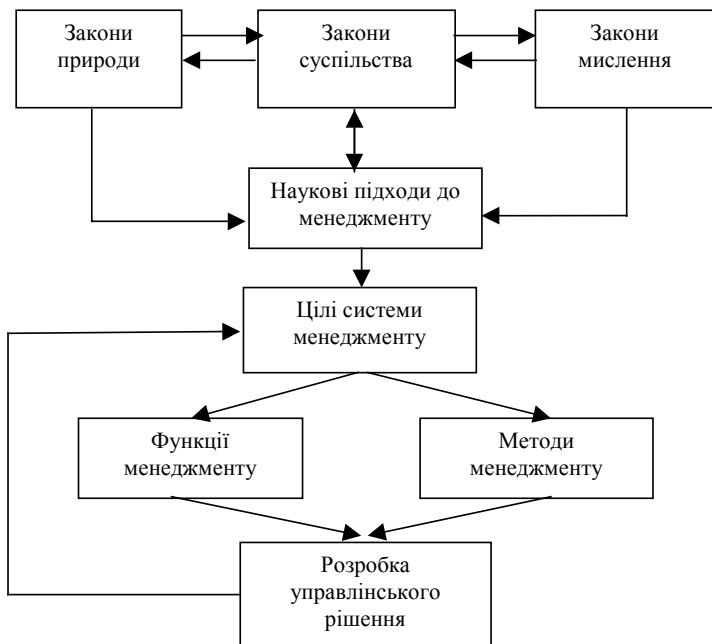 Закони
природи
Закони
суспільства
Закони
мислення
Наукові підходи до
менеджменту
Цілі системи
менеджменту
Функції
менеджменту
Методи
менеджменту
Розробка
управлінського
рішення